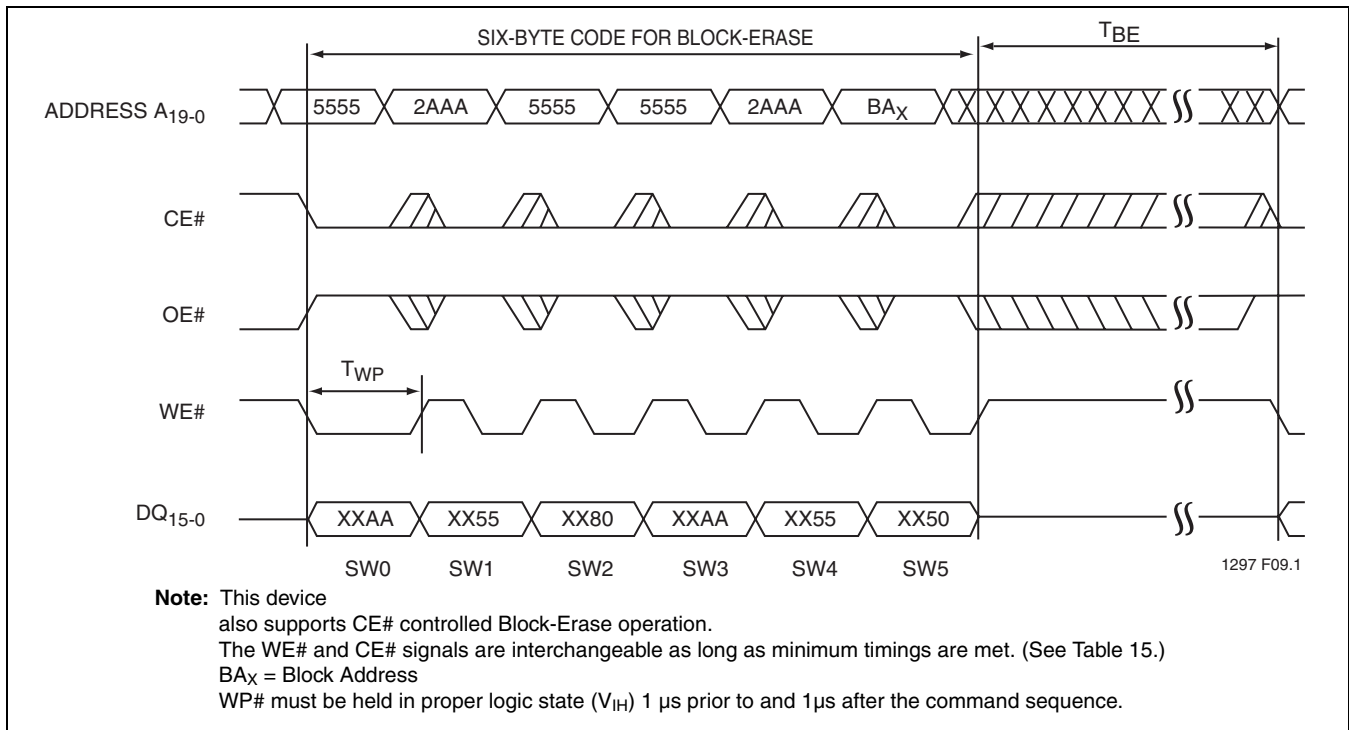 SIX-BYTE CODE FOR BLOCK-ERASE TBE
ADDRESS A19-0 5555 2AAA 5555 5555 2AAA BAX
CE#
OE#
TWP
WE#
DQ15-0 XXAA XX55 XX80 XXAA XX55 XX50
SW0 SW1 SW2 SW3 SW4 SW5 1297 F09.1
Note: This device
also supports CE# controlled Block-Erase operation.
The WE# and CE# signals are interchangeable as long as minimum timings are met. (See Table 15.)
BAX = Block Address
WP# must be held in proper logic state (VIH) 1 µs prior to and 1µs after the command sequence.